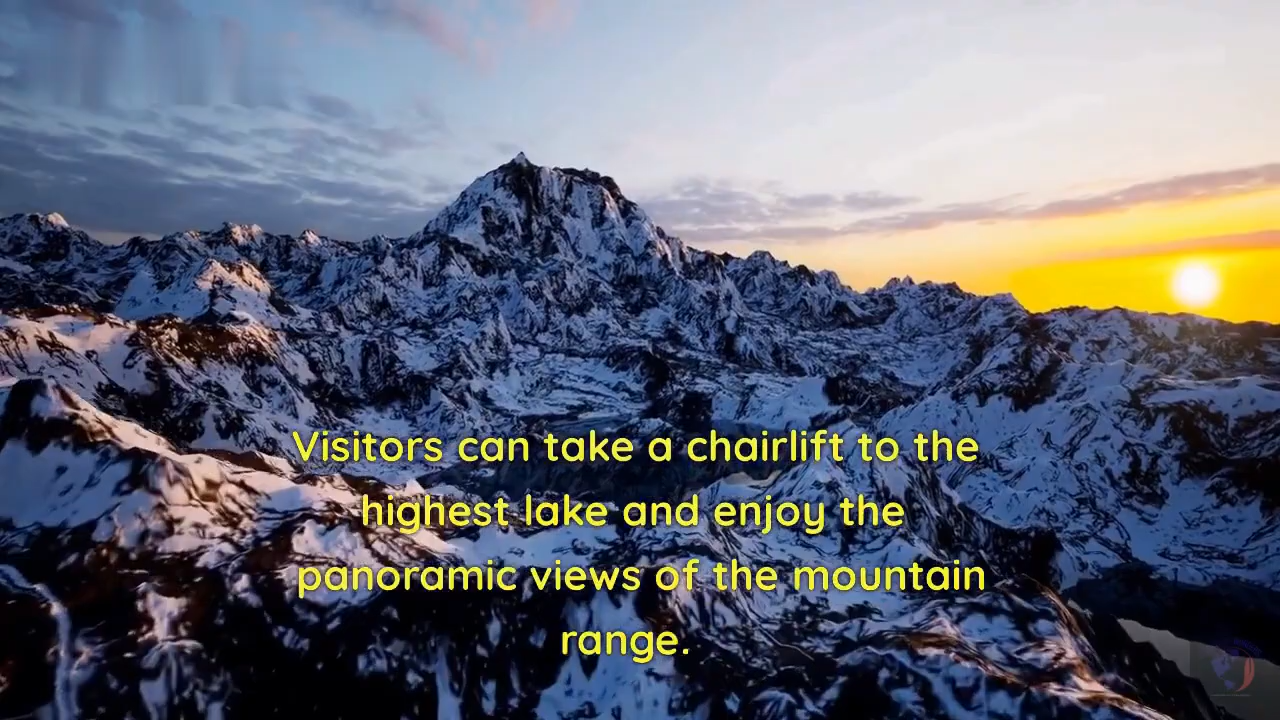 Visitors can take a chairlift to the
highest lake and enjoy the
panoramic views of the mountain
range.